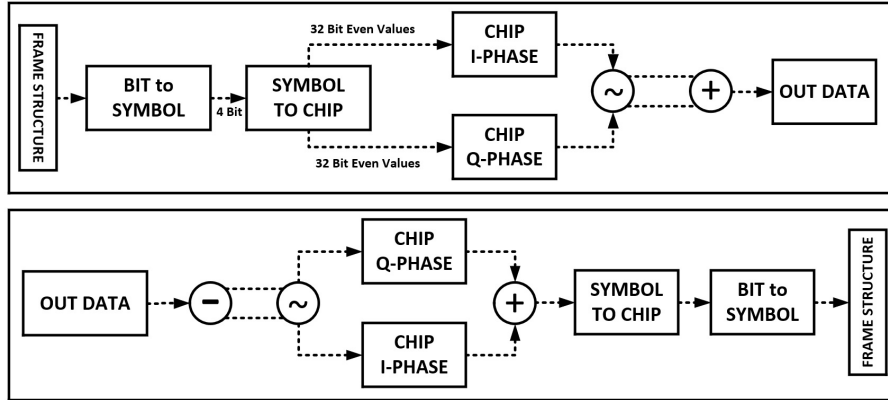 FRAME STRUCTURE
BIT to
SYMBOL
4 Bit
SYMBOL
TO CHIP
32 Bit Even Values
32 Bit Even Values
CHIP
I-PHASE
CHIP
Q-PHASE
~
+
OUT DATA
OUT DATA
−
~
CHIP
Q-PHASE
CHIP
I-PHASE
+
SYMBOL
TO CHIP
BIT to
SYMBOL
FRAME STRUCTURE